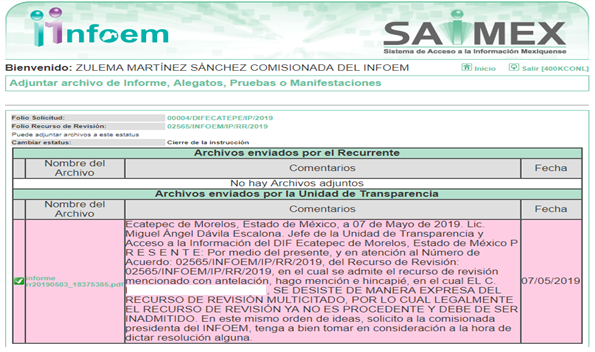 infoem
SAIMEX
Sistema de Acceso a la Información Mexiquense
Bienvenido: ZULEMA MARTÍNEZ SÁNCHEZ COMISIONADA DEL INFOEM
Inicio Salir [400KCONL]
Adjuntar archivo de Informe, Alegatos, Pruebas o Manifestaciones
Folio Solicitud: 00004/DIFECATEPE/IP/2019
Folio Recurso de Revisión: 02565/INFOEM/IP/RR/2019
Puede adjuntar archivos a este estatus
Cambiar estatus: Cierre de la instrucción
Archivos enviados por el Recurrente
Nombre del Archivo Comentarios Fecha
No hay Archivos adjuntos
Archivos enviados por la Unidad de Transparencia
Nombre del Archivo Comentarios Fecha
informe
rr20190503_18375385.pdf
Ecatepec de Morelos, Estado de México, a 07 de Mayo de 2019. Lic.
Miguel Ángel Dávila Escalona. Jefe de la Unidad de Transparencia y
Acceso a la Información del DIF Ecatepec de Morelos, Estado de México P
R E S E N T E: Por medio del presente, y en atención al Número de
Acuerdo: 02565/INFOEM/IP/RR/2019, del Recurso de Revisión:
02565/INFOEM/IP/RR/2019, en el cual se admite el recurso de revisión
mencionado con antelación, hago mención e hincapié, en el cual EL C.
, SE DESISTE DE MANERA EXPRESA DEL
RECURSO DE REVISIÓN MULTICITADO, POR LO CUAL LEGALMENTE
EL RECURSO DE REVISIÓN YA NO ES PROCEDENTE Y DEBE DE SER
INADMITIDO. En este mismo orden de ideas, solicito a la comisionada
presidenta del INFOEM, tenga a bien tomar en consideración a la hora de
dictar resolución alguna.
07/05/2019